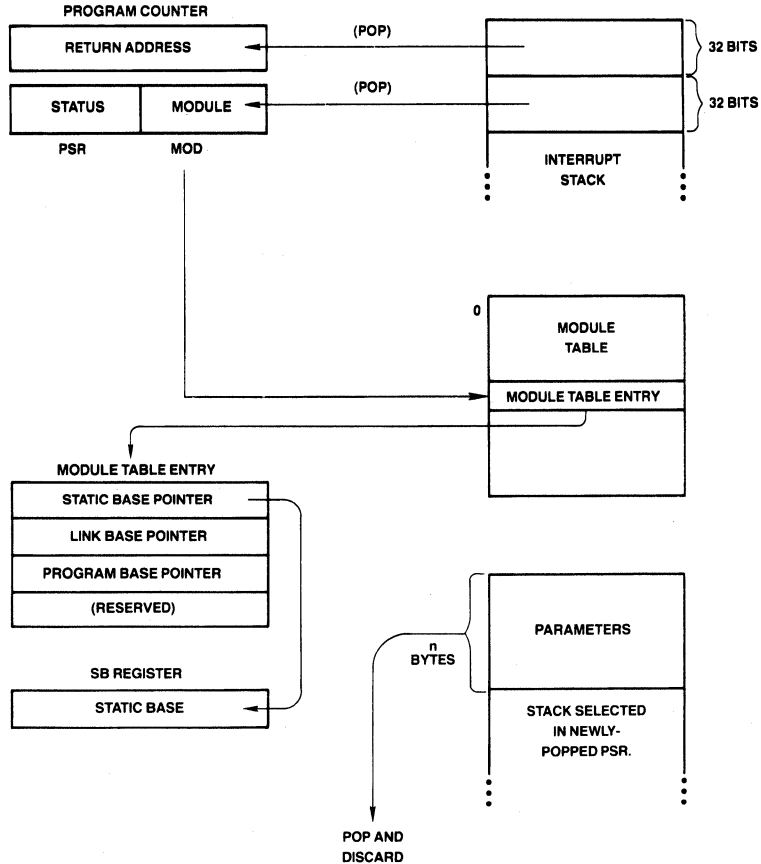 PROGRAM COUNTER
RETURN ADDRESS
(POP)
32 BITS
STATUS
MODULE
(POP)
32 BITS
PSR
MOD
INTERRUPT
STACK
0
MODULE
TABLE
MODULE TABLE ENTRY
MODULE TABLE ENTRY
STATIC BASE POINTER
LINK BASE POINTER
PROGRAM BASE POINTER
(RESERVED)
SB REGISTER
STATIC BASE
n
BYTES
PARAMETERS
STACK SELECTED
IN NEWLY-
POPPED PSR.
POP AND
DISCARD